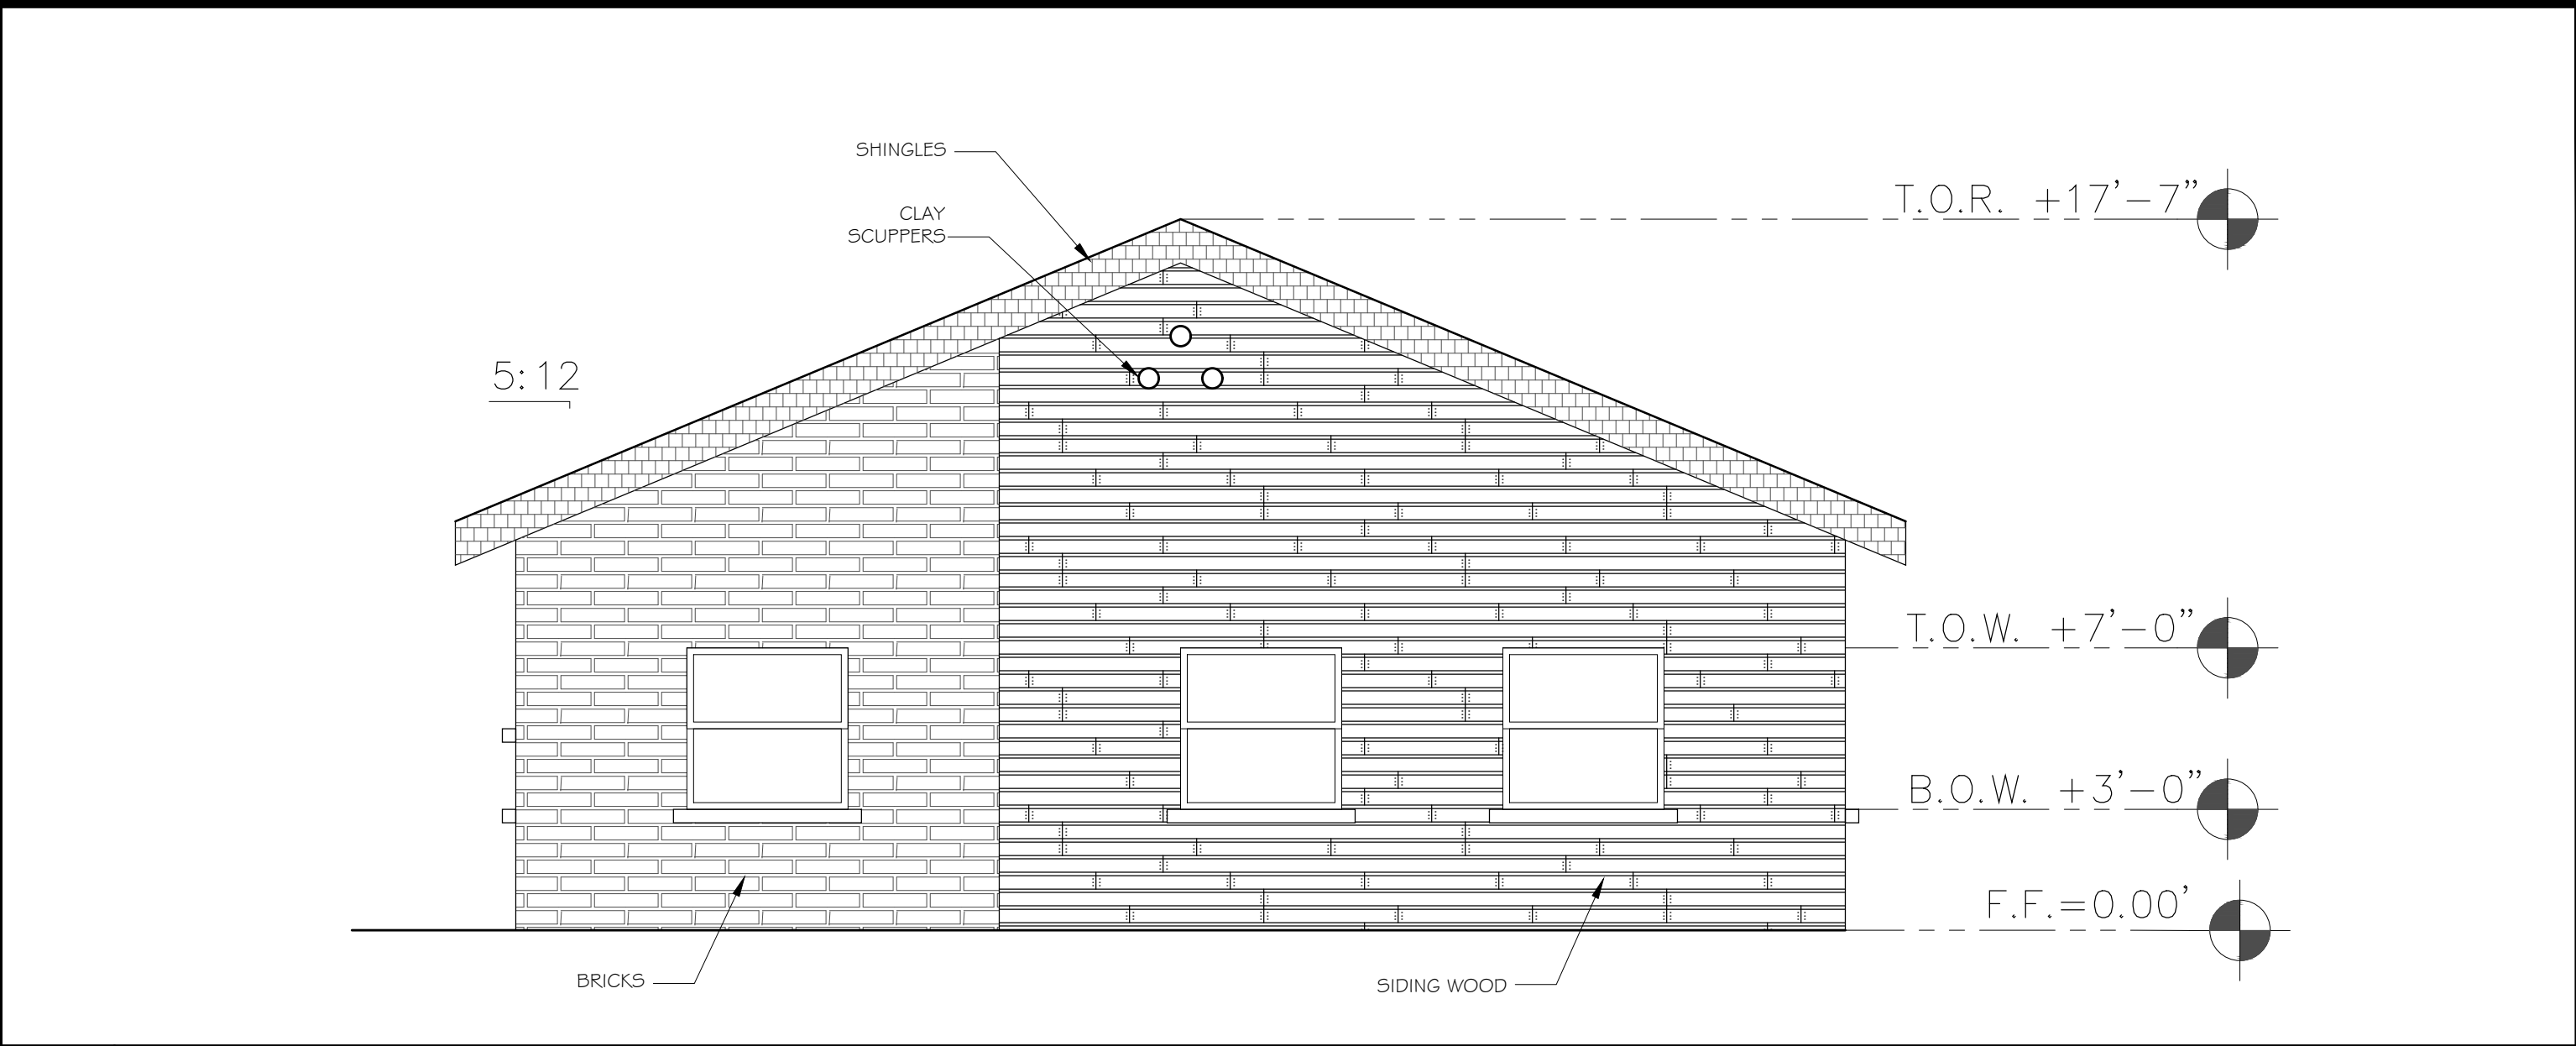 SHINGLES
CLAY
SCUPPERS
T.O.R. +17'-7"
5:12
T.O.W. +7'-0"
B.O.W. +3'-0"
F.F.=0.00'
BRICKS
SIDING WOOD